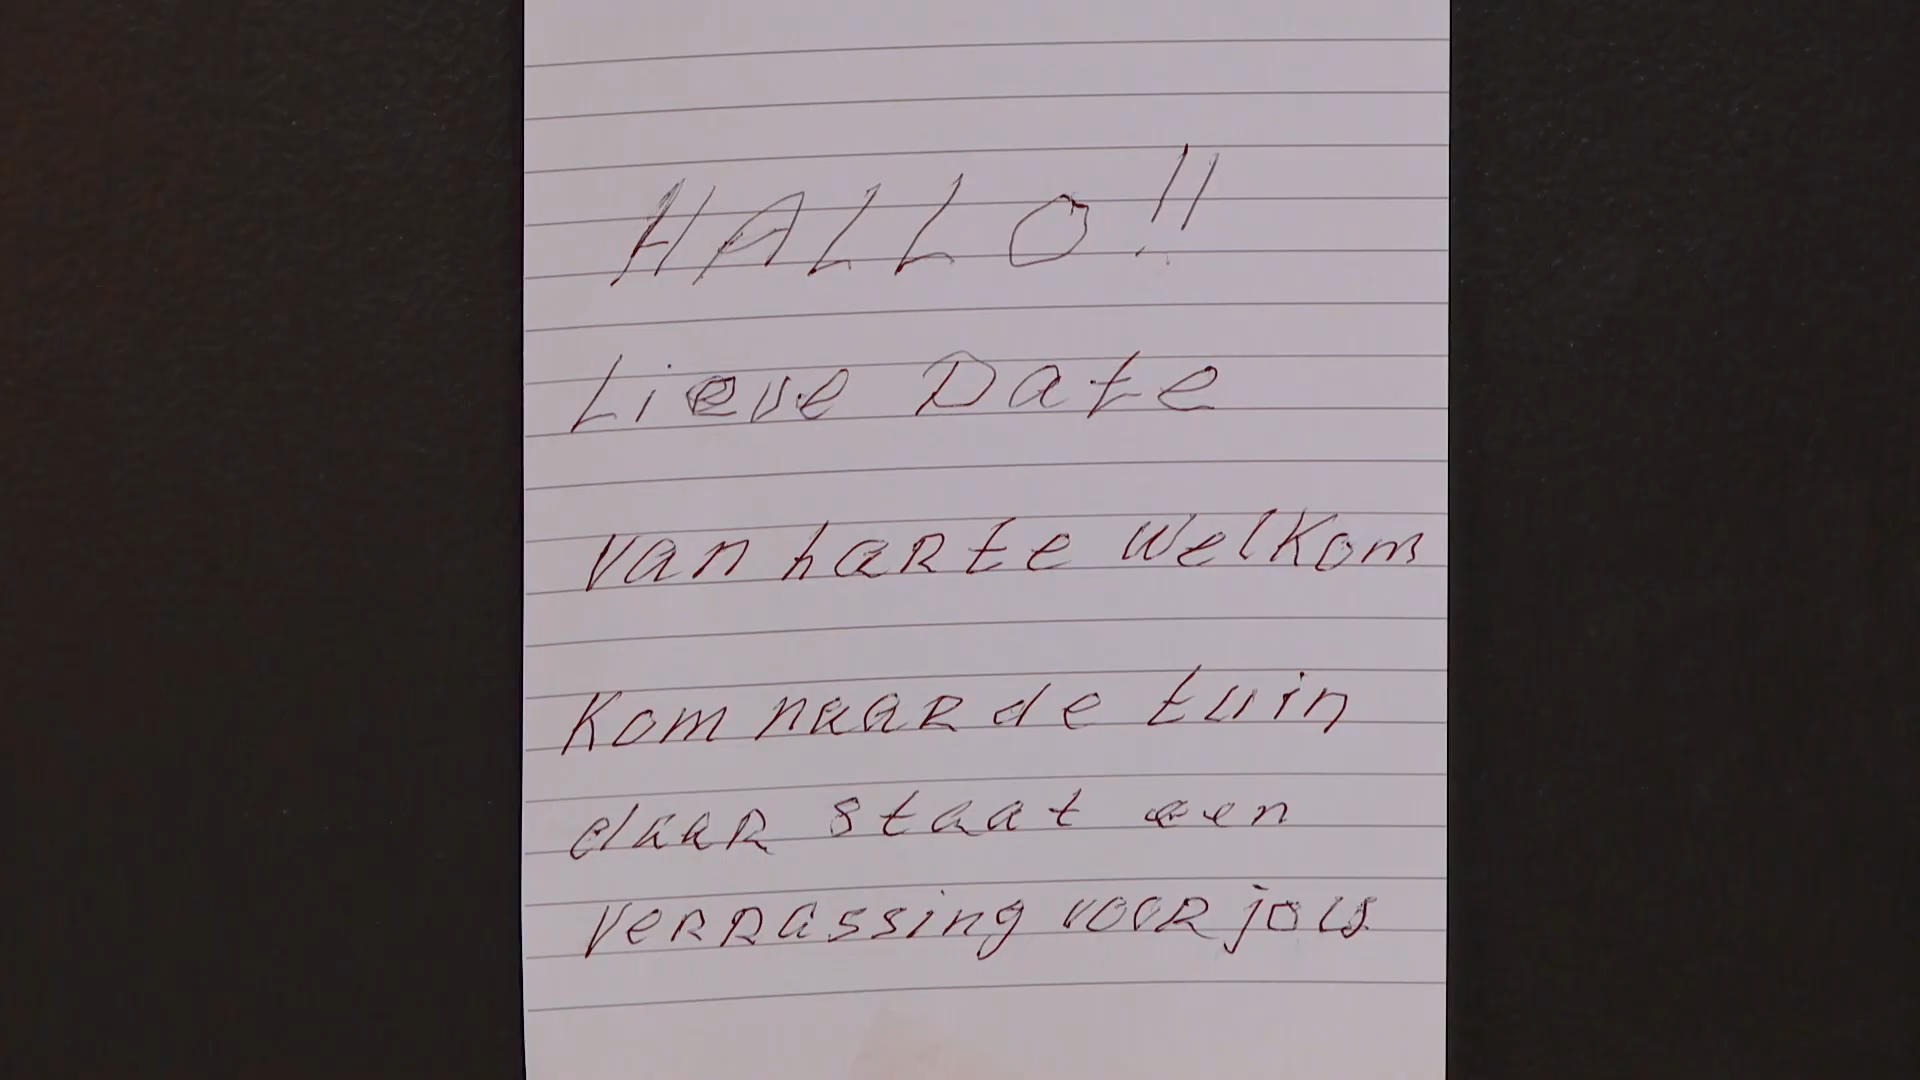 HALLO!!
Lieve Date
van harte welkom
Kom naar de tuin
daar staat een
verrassing voor jou.